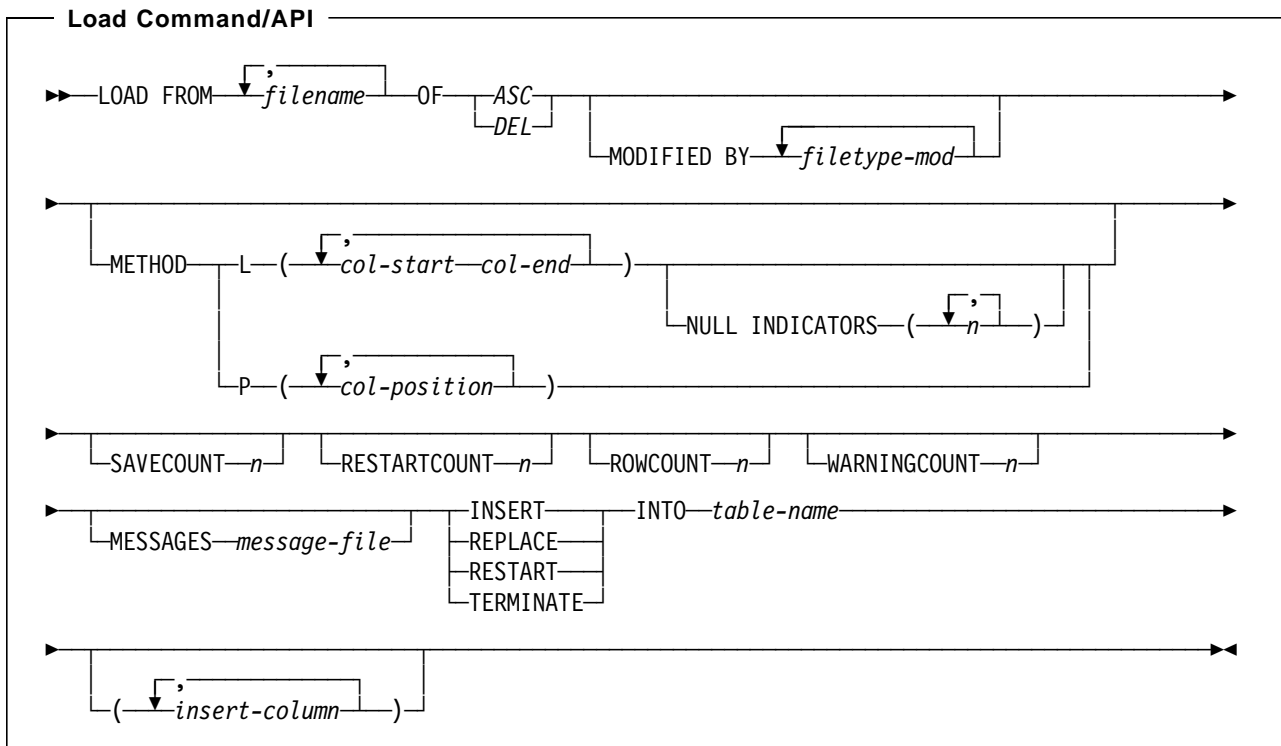 Load Command/API
,
LOAD FROM filename OF ASC
DEL
MODIFIED BY filetype-mod
,
METHOD L ( col-start col-end )
,
NULL INDICATORS ( n )
,
P ( col-position )
SAVECOUNT n RESTARTCOUNT n ROWCOUNT n WARNINGCOUNT n
INSERT INTO table-name
MESSAGES message-file REPLACE
RESTART
TERMINATE
,
( insert-column )